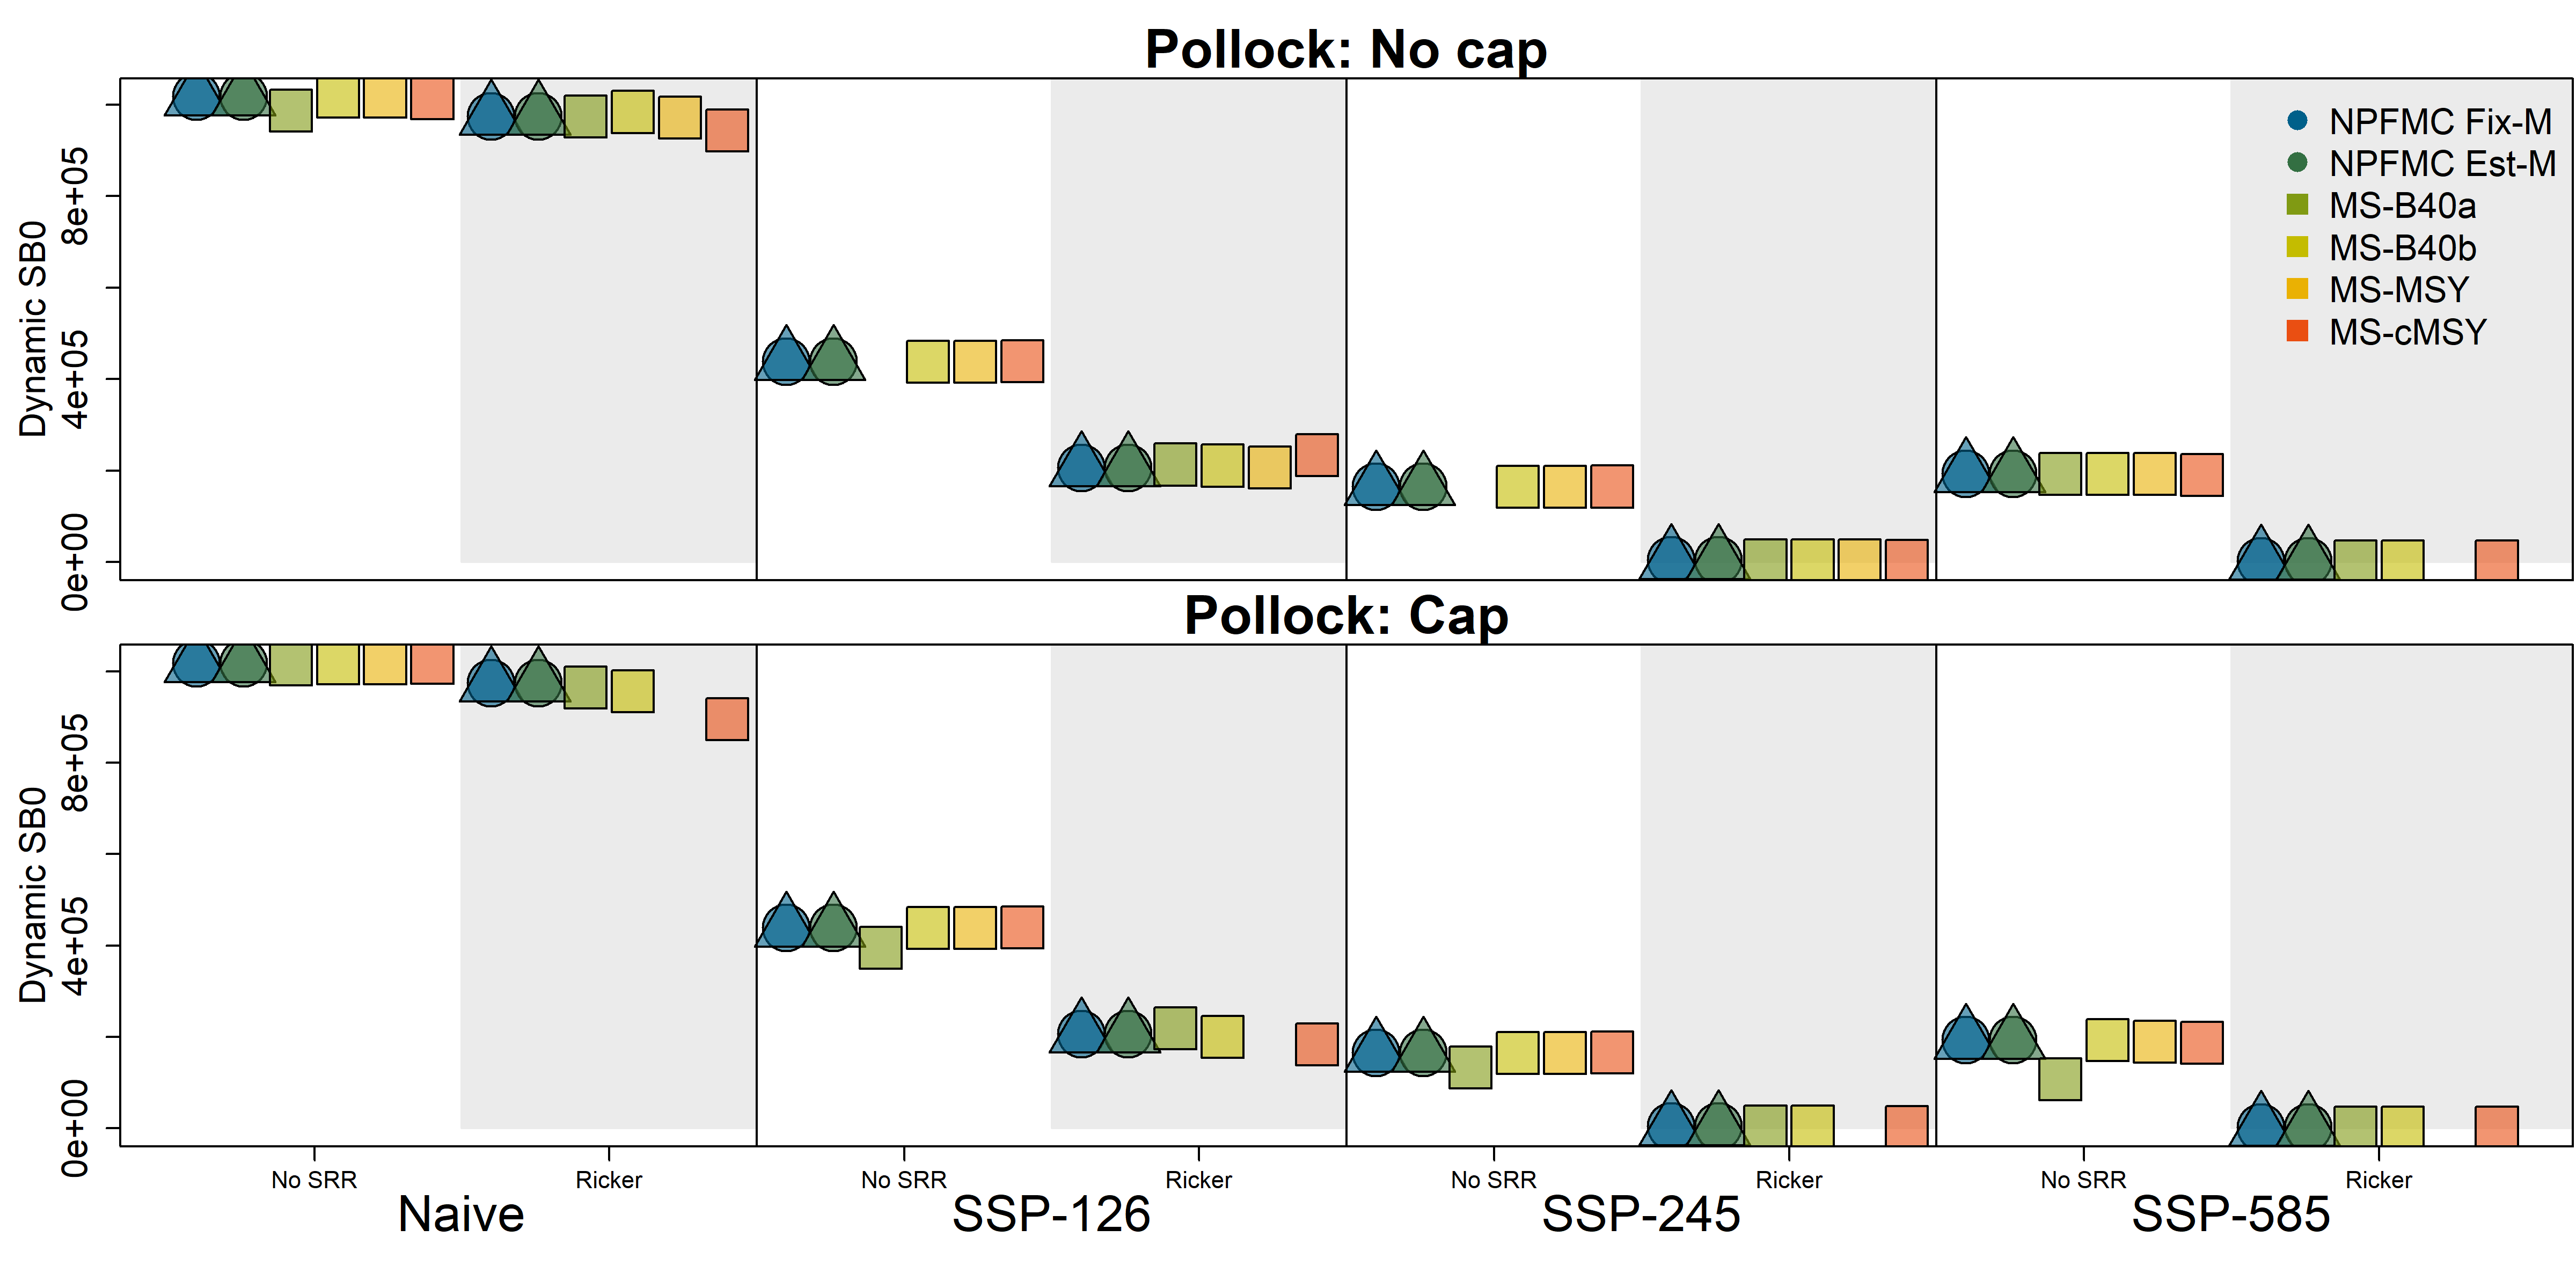 Pollock: No cap
Dynamic SB0
8e+05
4e+05
0e+00
NPFMC Fix-M
NPFMC Est-M
MS-B40a
MS-B40b
MS-MSY
MS-cMSY
Pollock: Cap
Dynamic SB0
8e+05
4e+05
0e+00
No SRR Ricker No SRR Ricker No SRR Ricker No SRR Ricker
Naive SSP-126 SSP-245 SSP-585